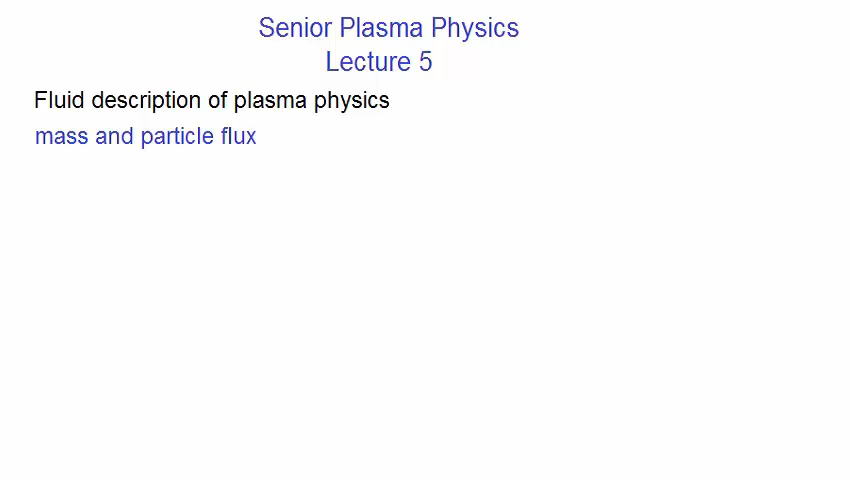 Senior Plasma Physics
Lecture 5
Fluid description of plasma physics
mass and particle flux